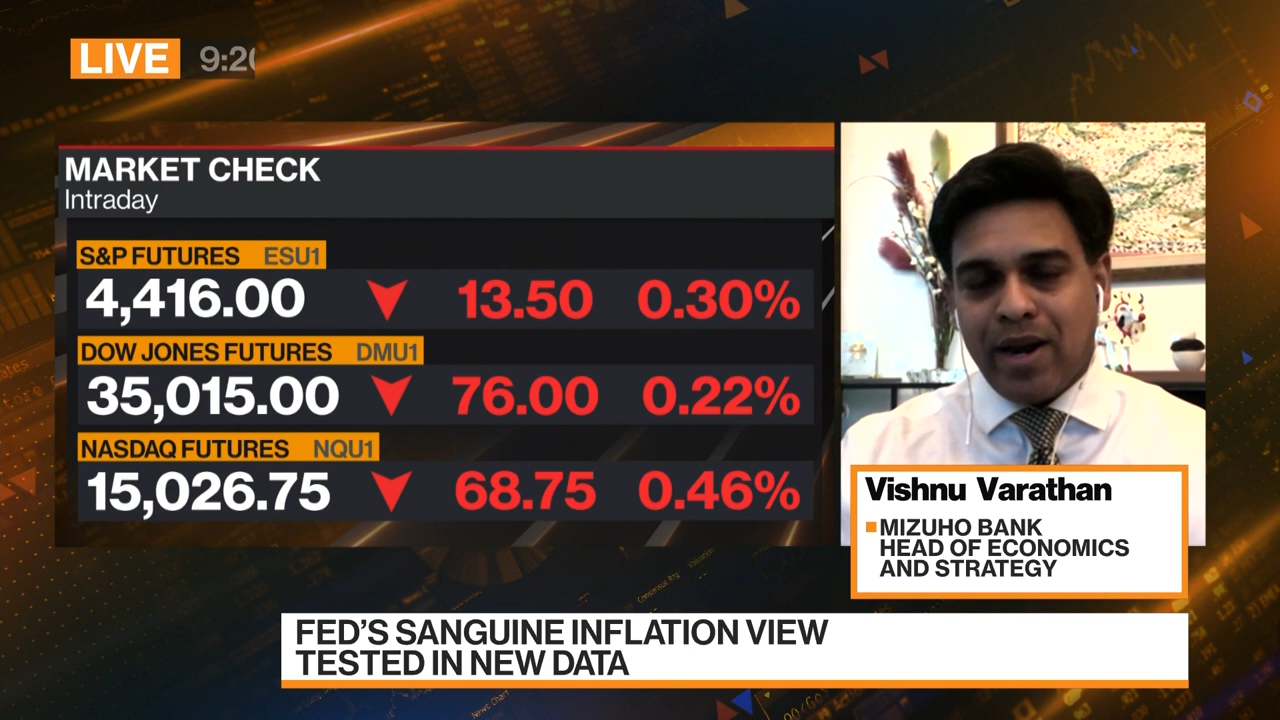 LIVE 9:20
MARKET CHECK
Intraday
S&P FUTURES ESU1
4,416.00 13.50 0.30%
DOW JONES FUTURES DMU1
35,015.00 76.00 0.22%
NASDAQ FUTURES NQU1
15,026.75 68.75 0.46%
Vishnu Varathan
MIZUHO BANK
HEAD OF ECONOMICS
AND STRATEGY
FED'S SANGUINE INFLATION VIEW
TESTED IN NEW DATA